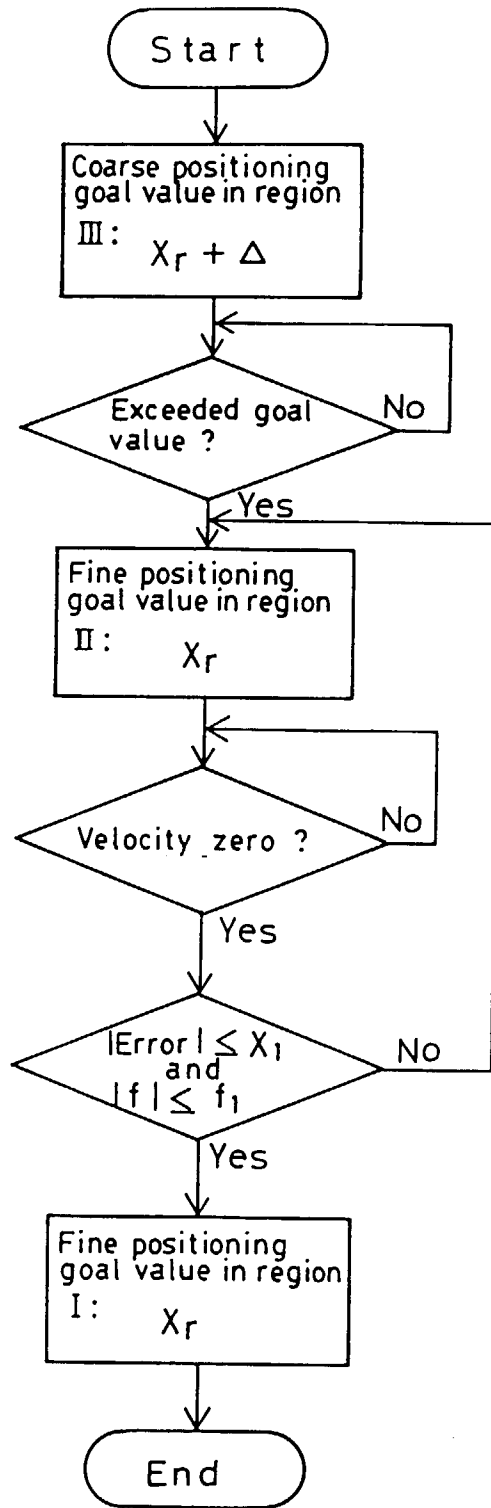 Start
Coarse positioning
goal value in region
III:
Xr + Δ
Exceeded goal
value ?
No
Yes
Fine positioning
goal value in region
II:
Xr
Velocity zero ?
No
Yes
|Error| ≤ X1
and
|f| ≤ f1
No
Yes
Fine positioning
goal value in region
I:
Xr
End